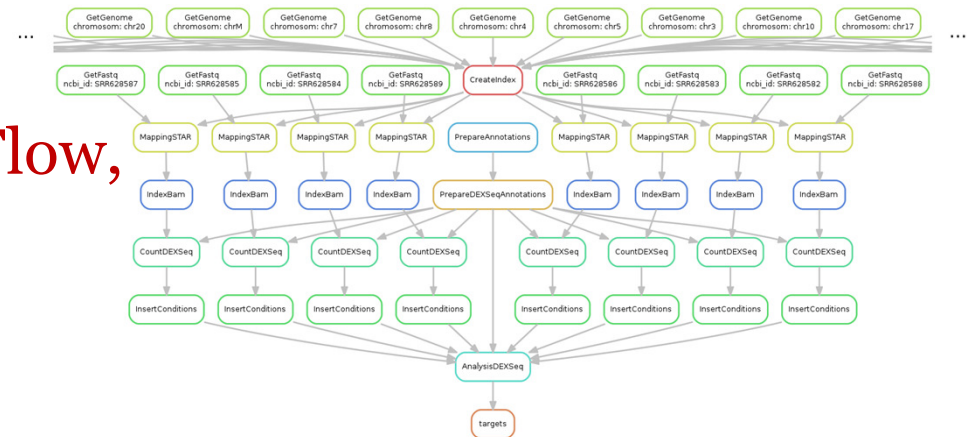 GetGenome
chromosom: chr20
GetGenome
chromosom: chrM
GetGenome
chromosom: chr7
GetGenome
chromosom: chr8
GetGenome
chromosom: chr4
GetGenome
chromosom: chr5
GetGenome
chromosom: chr3
GetGenome
chromosom: chr10
GetGenome
chromosom: chr17
...
...
GetFastq
ncbi_id: SRR628587
GetFastq
ncbi_id: SRR628585
GetFastq
ncbi_id: SRR628584
GetFastq
ncbi_id: SRR628589
CreateIndex
GetFastq
ncbi_id: SRR628586
GetFastq
ncbi_id: SRR628583
GetFastq
ncbi_id: SRR628582
GetFastq
ncbi_id: SRR628588
low,
MappingSTAR
MappingSTAR
MappingSTAR
MappingSTAR
PrepareAnnotations
MappingSTAR
MappingSTAR
MappingSTAR
MappingSTAR
IndexBam
IndexBam
IndexBam
IndexBam
PrepareDEXSeqAnnotations
IndexBam
IndexBam
IndexBam
IndexBam
CountDEXSeq
CountDEXSeq
CountDEXSeq
CountDEXSeq
CountDEXSeq
CountDEXSeq
CountDEXSeq
CountDEXSeq
InsertConditions
InsertConditions
InsertConditions
InsertConditions
InsertConditions
InsertConditions
InsertConditions
InsertConditions
AnalysisDEXSeq
targets